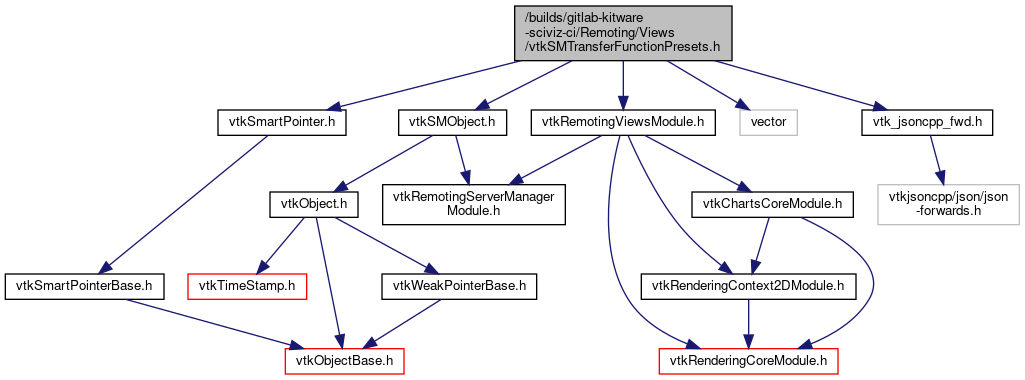 /builds/gitlab-kitware
-sciviz-ci/Remoting/Views
/vtkSMTransferFunctionPresets.h
vtkSmartPointer.h
vtkSMObject.h
vtkRemotingViewsModule.h
vector
vtk_jsoncpp_fwd.h
vtkObject.h
vtkRemotingServerManager
Module.h
vtkChartsCoreModule.h
vtkjsoncpp/json/json
-forwards.h
vtkSmartPointerBase.h
vtkTimeStamp.h
vtkWeakPointerBase.h
vtkRenderingContext2DModule.h
vtkObjectBase.h
vtkRenderingCoreModule.h